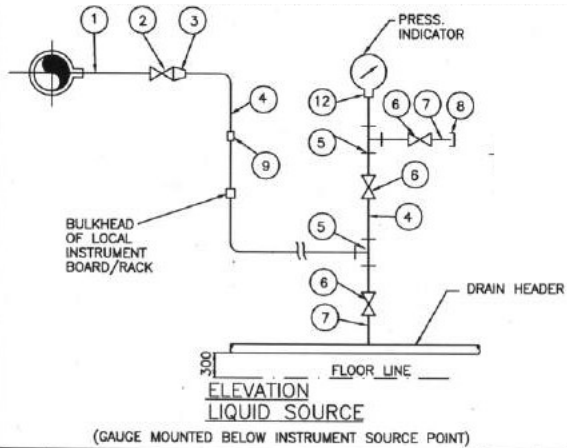 PRESS.
INDICATOR
1
2
3
4
12
6
7
8
5
9
6
BULKHEAD
OF LOCAL
INSTRUMENT
BOARD/RACK
4
5
6
7
DRAIN HEADER
300
FLOOR LINE
ELEVATION
LIQUID SOURCE
(GAUGE MOUNTED BELOW INSTRUMENT SOURCE POINT)